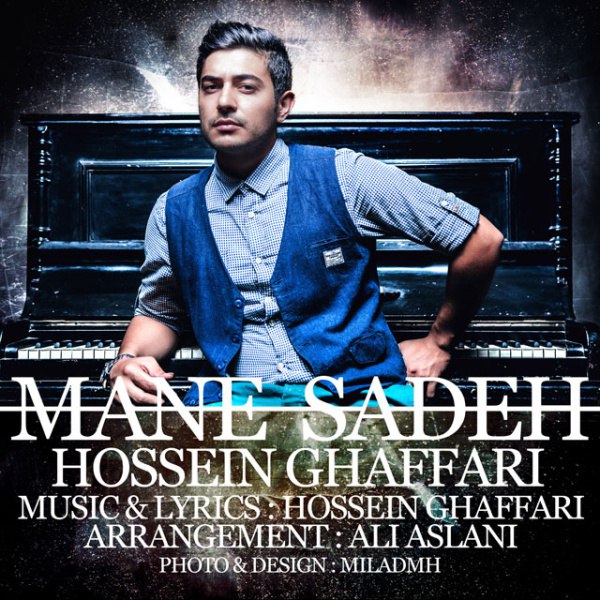 MANE SADEH
HOSSEIN GHAFFARI
MUSIC & LYRICS : HOSSEIN GHAFFARI
ARRANGEMENT : ALI ASLANI
PHOTO & DESIGN : MILADMH